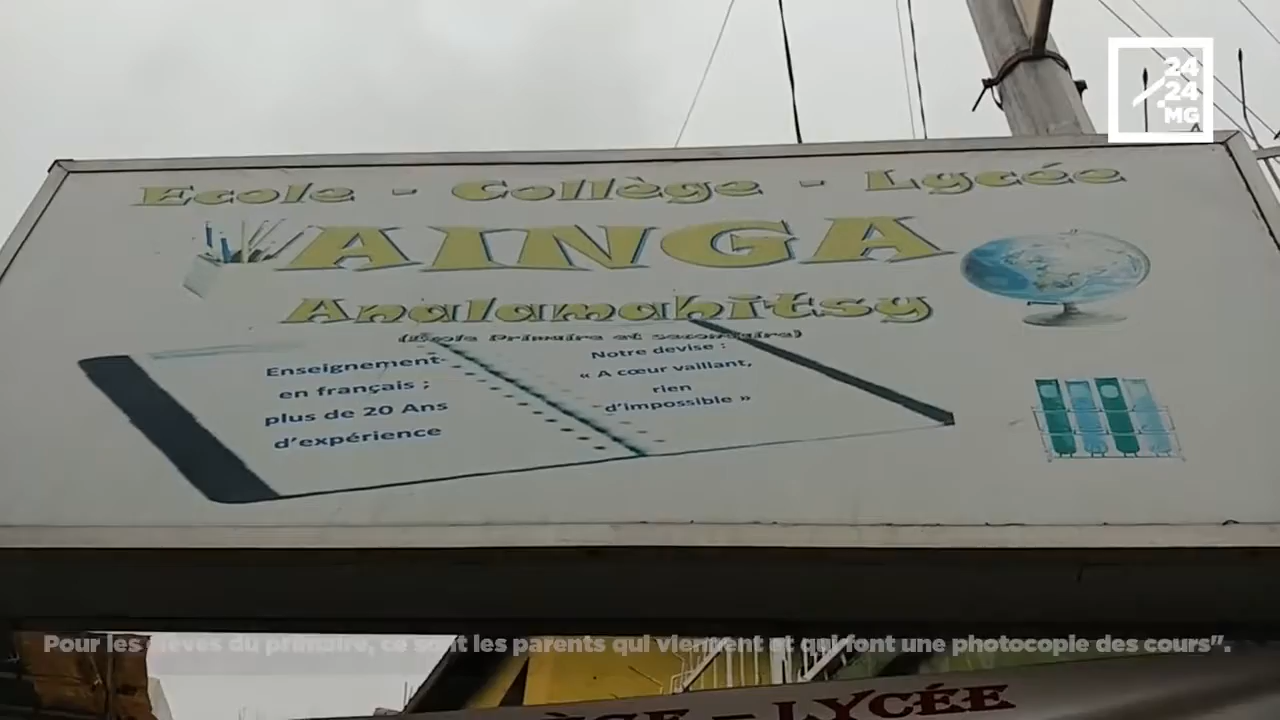 24
24
MG
Ecole - Collège - Lycée
AINGA
Analamahitsy
(École Primaire et secondaire)
Enseignement
en français ;
plus de 20 Ans
d'expérience
Notre devise :
« A cœur vaillant,
rien
d'impossible »
Pour les élèves du primaire, ce sont les parents qui viennent et qui font une photocopie des cours".
LYCÉE